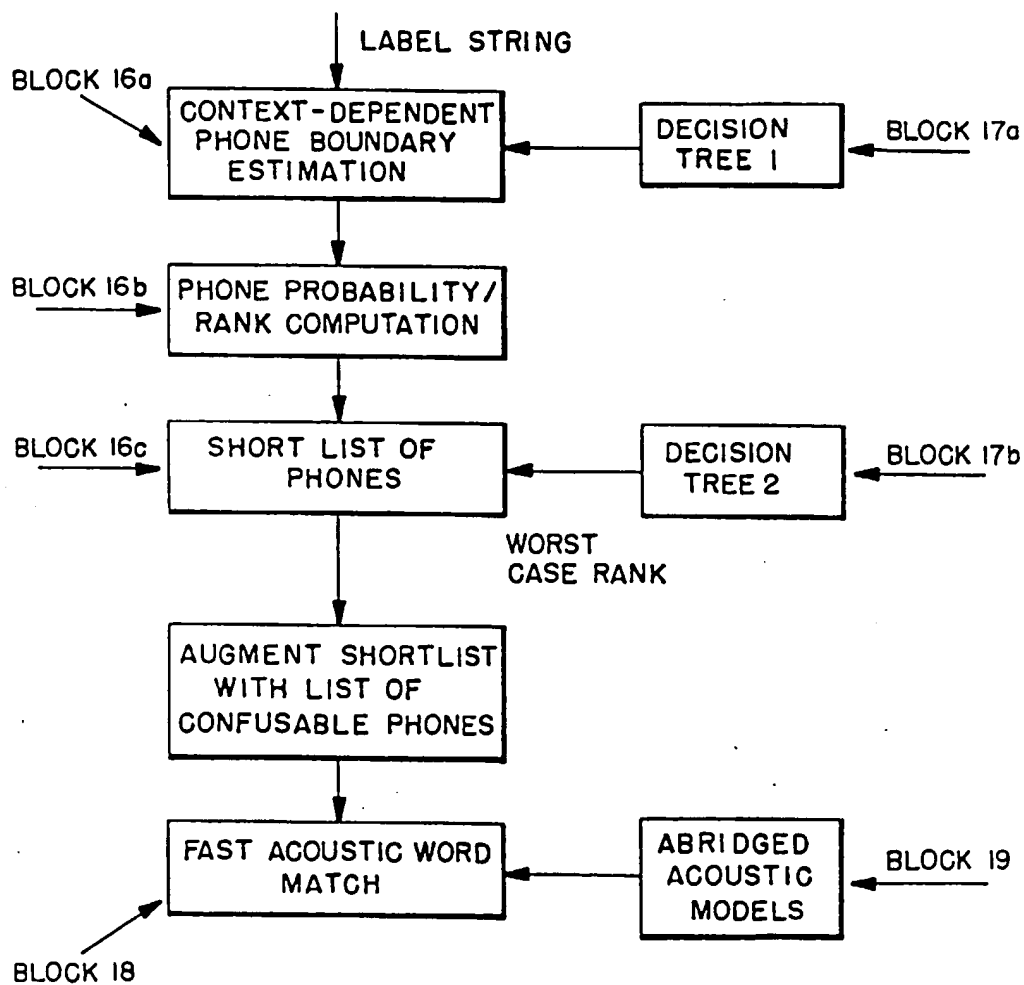 LABEL STRING
BLOCK 16a
CONTEXT-DEPENDENT
PHONE BOUNDARY
ESTIMATION
DECISION
TREE 1
BLOCK 17a
BLOCK 16b
PHONE PROBABILITY/
RANK COMPUTATION
BLOCK 16c
SHORT LIST OF
PHONES
DECISION
TREE 2
BLOCK 17b
WORST
CASE RANK
AUGMENT SHORTLIST
WITH LIST OF
CONFUSABLE PHONES
FAST ACOUSTIC WORD
MATCH
ABRIDGED
ACOUSTIC
MODELS
BLOCK 19
BLOCK 18